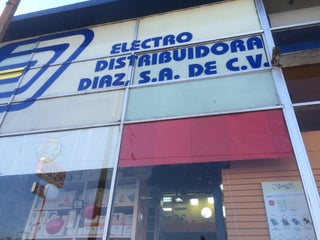 ELECTRO
DISTRIBUIDORA
DIAZ, S.A. DE C.V.